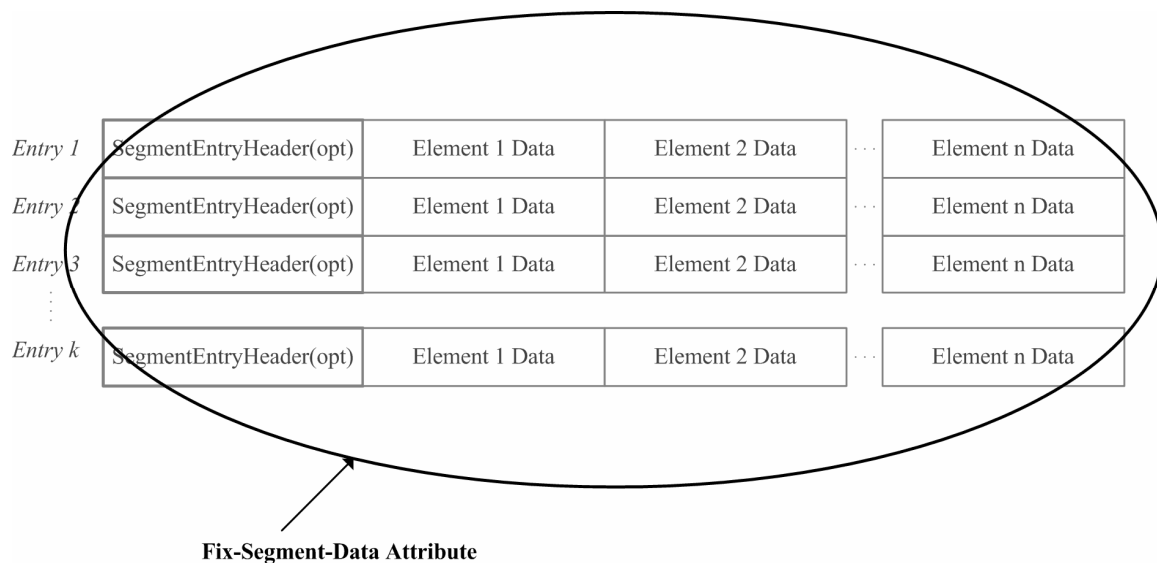 Entry 1 SegmentEntryHeader(opt) Element 1 Data Element 2 Data · · · Element n Data
Entry 2 SegmentEntryHeader(opt) Element 1 Data Element 2 Data · · · Element n Data
Entry 3 SegmentEntryHeader(opt) Element 1 Data Element 2 Data · · · Element n Data
Entry k SegmentEntryHeader(opt) Element 1 Data Element 2 Data · · · Element n Data
Fix-Segment-Data Attribute